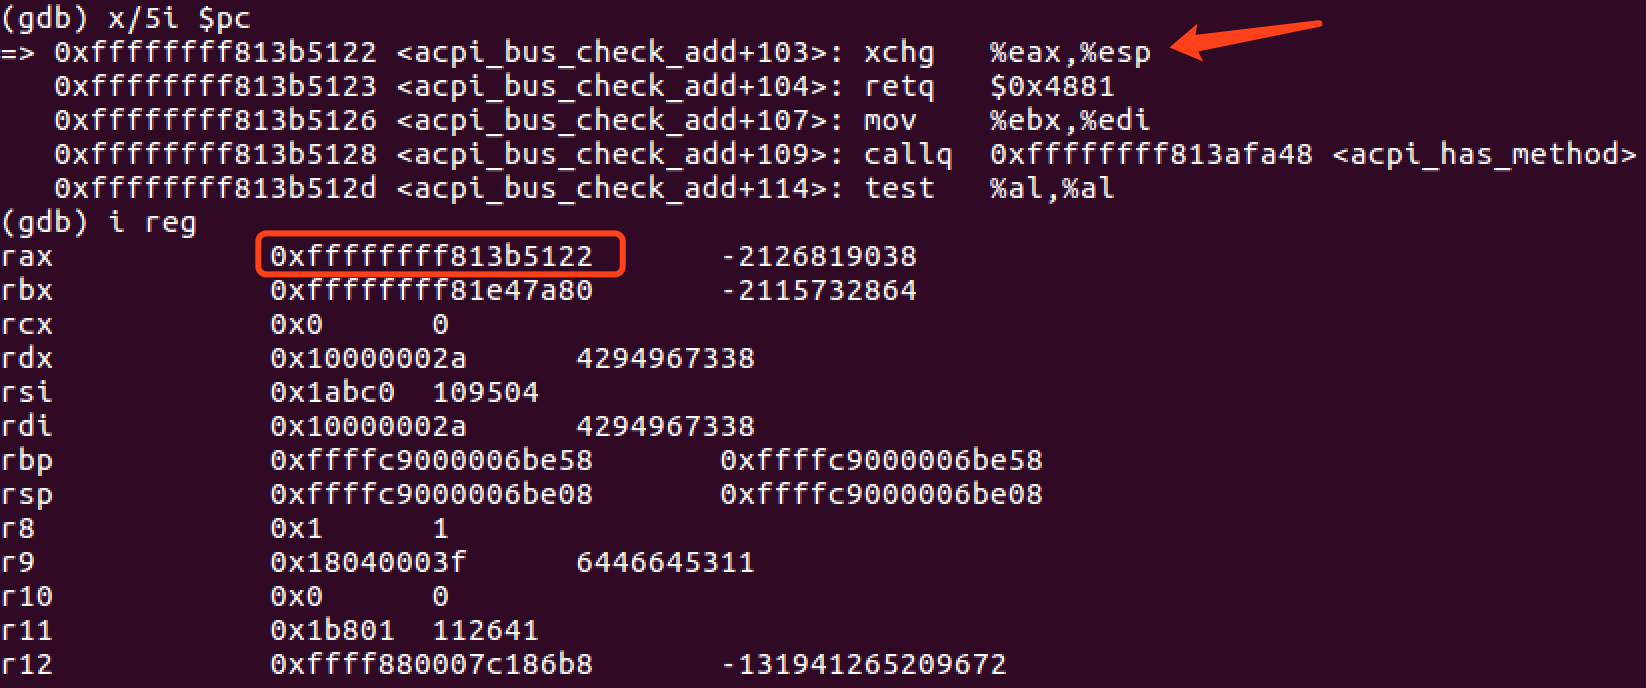 (gdb) x/5i $pc
=> 0xffffffff813b5122 <acpi_bus_check_add+103>: xchg   %eax,%esp
   0xffffffff813b5123 <acpi_bus_check_add+104>: retq   $0x4881
   0xffffffff813b5126 <acpi_bus_check_add+107>: mov    %ebx,%edi
   0xffffffff813b5128 <acpi_bus_check_add+109>: callq  0xffffffff813afa48 <acpi_has_method>
   0xffffffff813b512d <acpi_bus_check_add+114>: test   %al,%al
(gdb) i reg
rax            0xffffffff813b5122       -2126819038
rbx            0xffffffff81e47a80       -2115732864
rcx            0x0      0
rdx            0x10000002a      4294967338
rsi            0x1abc0  109504
rdi            0x10000002a      4294967338
rbp            0xffffc9000006be58       0xffffc9000006be58
rsp            0xffffc9000006be08       0xffffc9000006be08
r8             0x1      1
r9             0x18040003f      6446645311
r10            0x0      0
r11            0x1b801  112641
r12            0xffff880007c186b8       -131941265209672